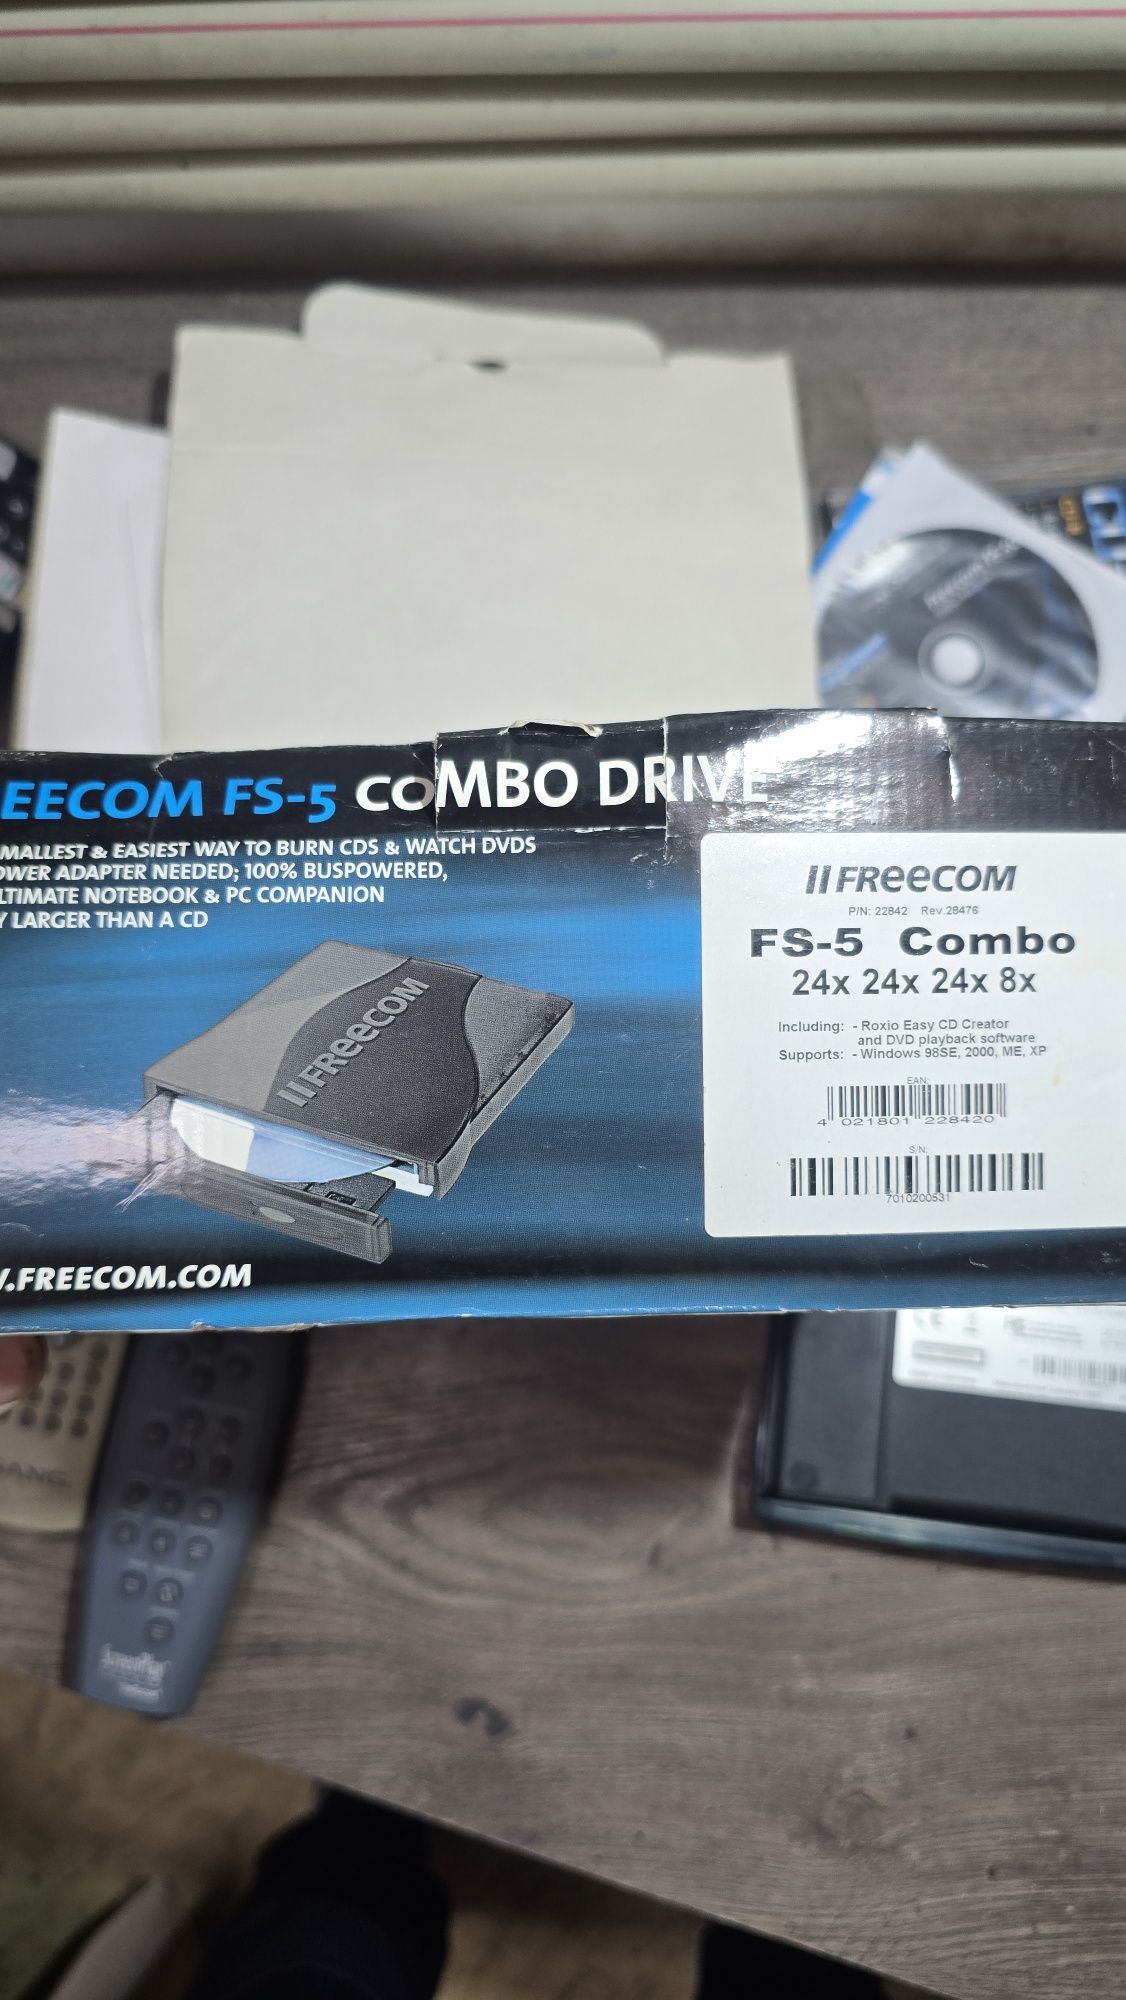 EECOM FS-5 COMBO DRIVE
MALLEST & EASIEST WAY TO BURN CDS & WATCH DVDS
OWER ADAPTER NEEDED; 100% BUSPOWERED,
LTIMATE NOTEBOOK & PC COMPANION
Y LARGER THAN A CD
FREECOM
.FREECOM.COM
FREECOM
P/N: 22842 Rev.28476
FS-5 Combo
24x 24x 24x 8x
Including: - Roxio Easy CD Creator
and DVD playback software
Supports: - Windows 98SE, 2000, ME, XP
EAN:
4 021801 228420
S/N:
7010200531